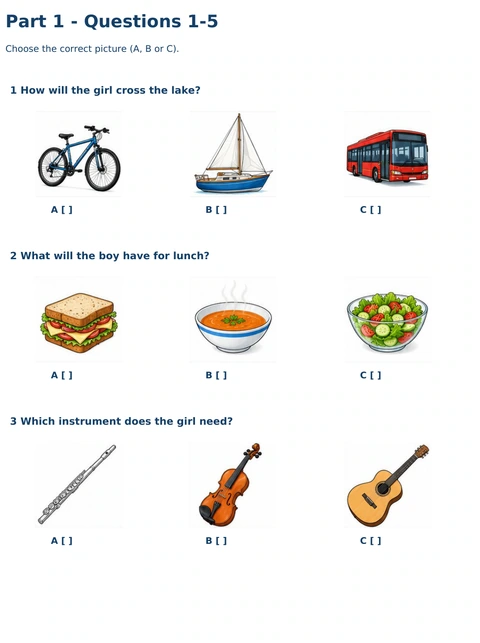 Part 1 - Questions 1-5
Choose the correct picture (A, B or C).
1 How will the girl cross the lake?
A [ ] B [ ] C [ ]
2 What will the boy have for lunch?
A [ ] B [ ] C [ ]
3 Which instrument does the girl need?
A [ ] B [ ] C [ ]